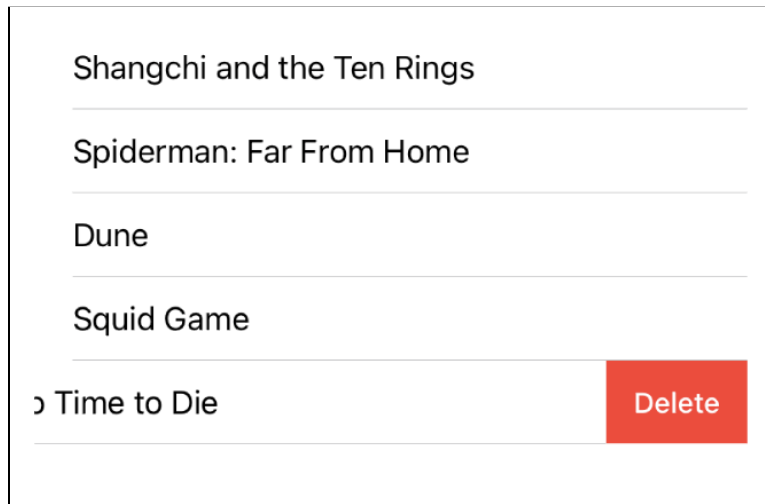 Shangchi and the Ten Rings
Spiderman: Far From Home
Dune
Squid Game
Time to Die Delete